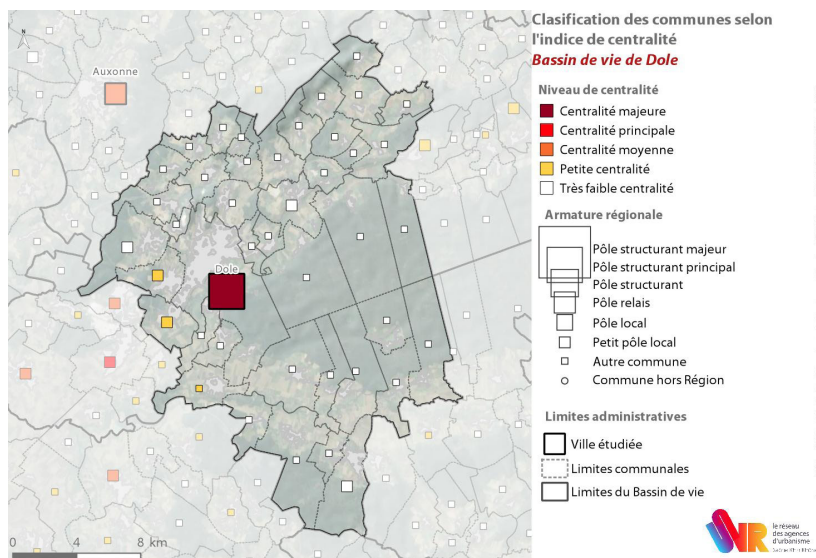 Clasification des communes selon
l'indice de centralité
Bassin de vie de Dole
Niveau de centralité
Centralité majeure
Centralité principale
Centralité moyenne
Petite centralité
Très faible centralité
Armature régionale
Pôle structurant majeur
Pôle structurant principal
Pôle structurant
Pôle relais
Pôle local
Petit pôle local
Autre commune
Commune hors Région
Limites administratives
Ville étudiée
Limites communales
Limites du Bassin de vie
N
Auxonne
Dole
0 4 8 km
le réseau
des agences
d'urbanisme